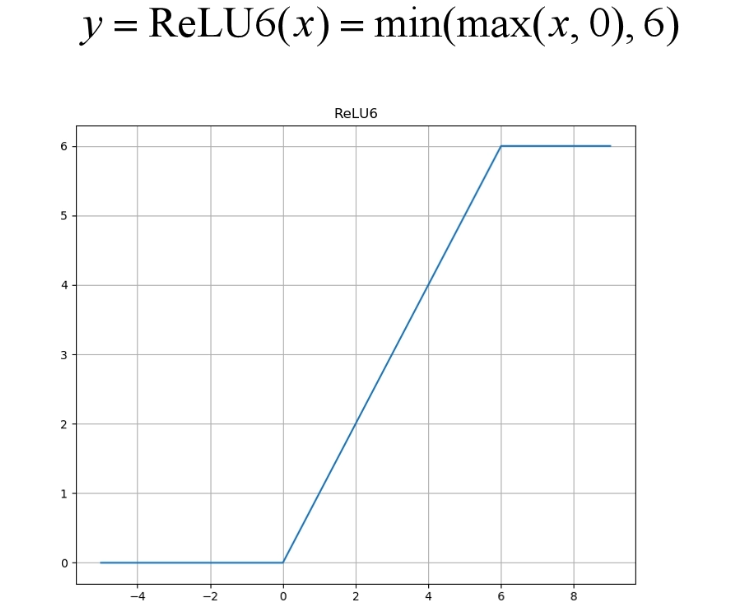 y = ReLU6(x) = min(max(x, 0), 6)
ReLU6
6
5
4
3
2
1
0
−4 −2 0 2 4 6 8